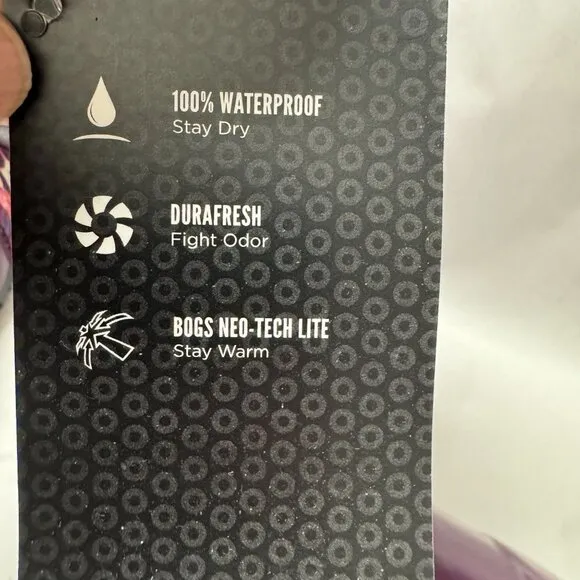 100% WATERPROOF
Stay Dry
DURAFRESH
Fight Odor
BOGS NEO-TECH LITE
Stay Warm